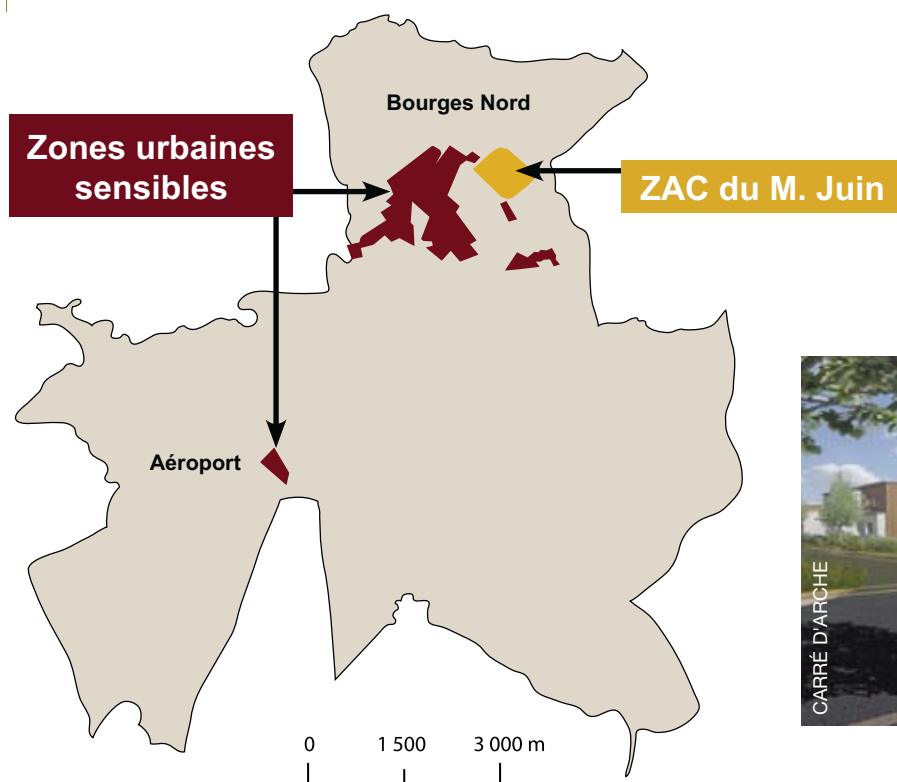 Bourges Nord
Zones urbaines
sensibles
ZAC du M. Juin
Aéroport
CARRÉ D'ARCHE
0 1 500 3 000 m